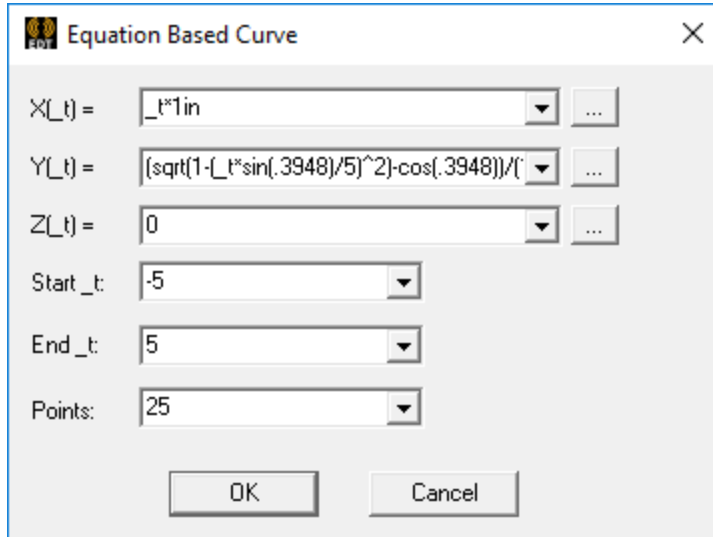 EDT Equation Based Curve
X(_t) = _t*1in ...
Y(_t) = (sqrt(1-(_t*sin(.3948)/5)^2)-cos(.3948))/( ...
Z(_t) = 0 ...
Start _t: -5
End _t: 5
Points: 25
OK Cancel